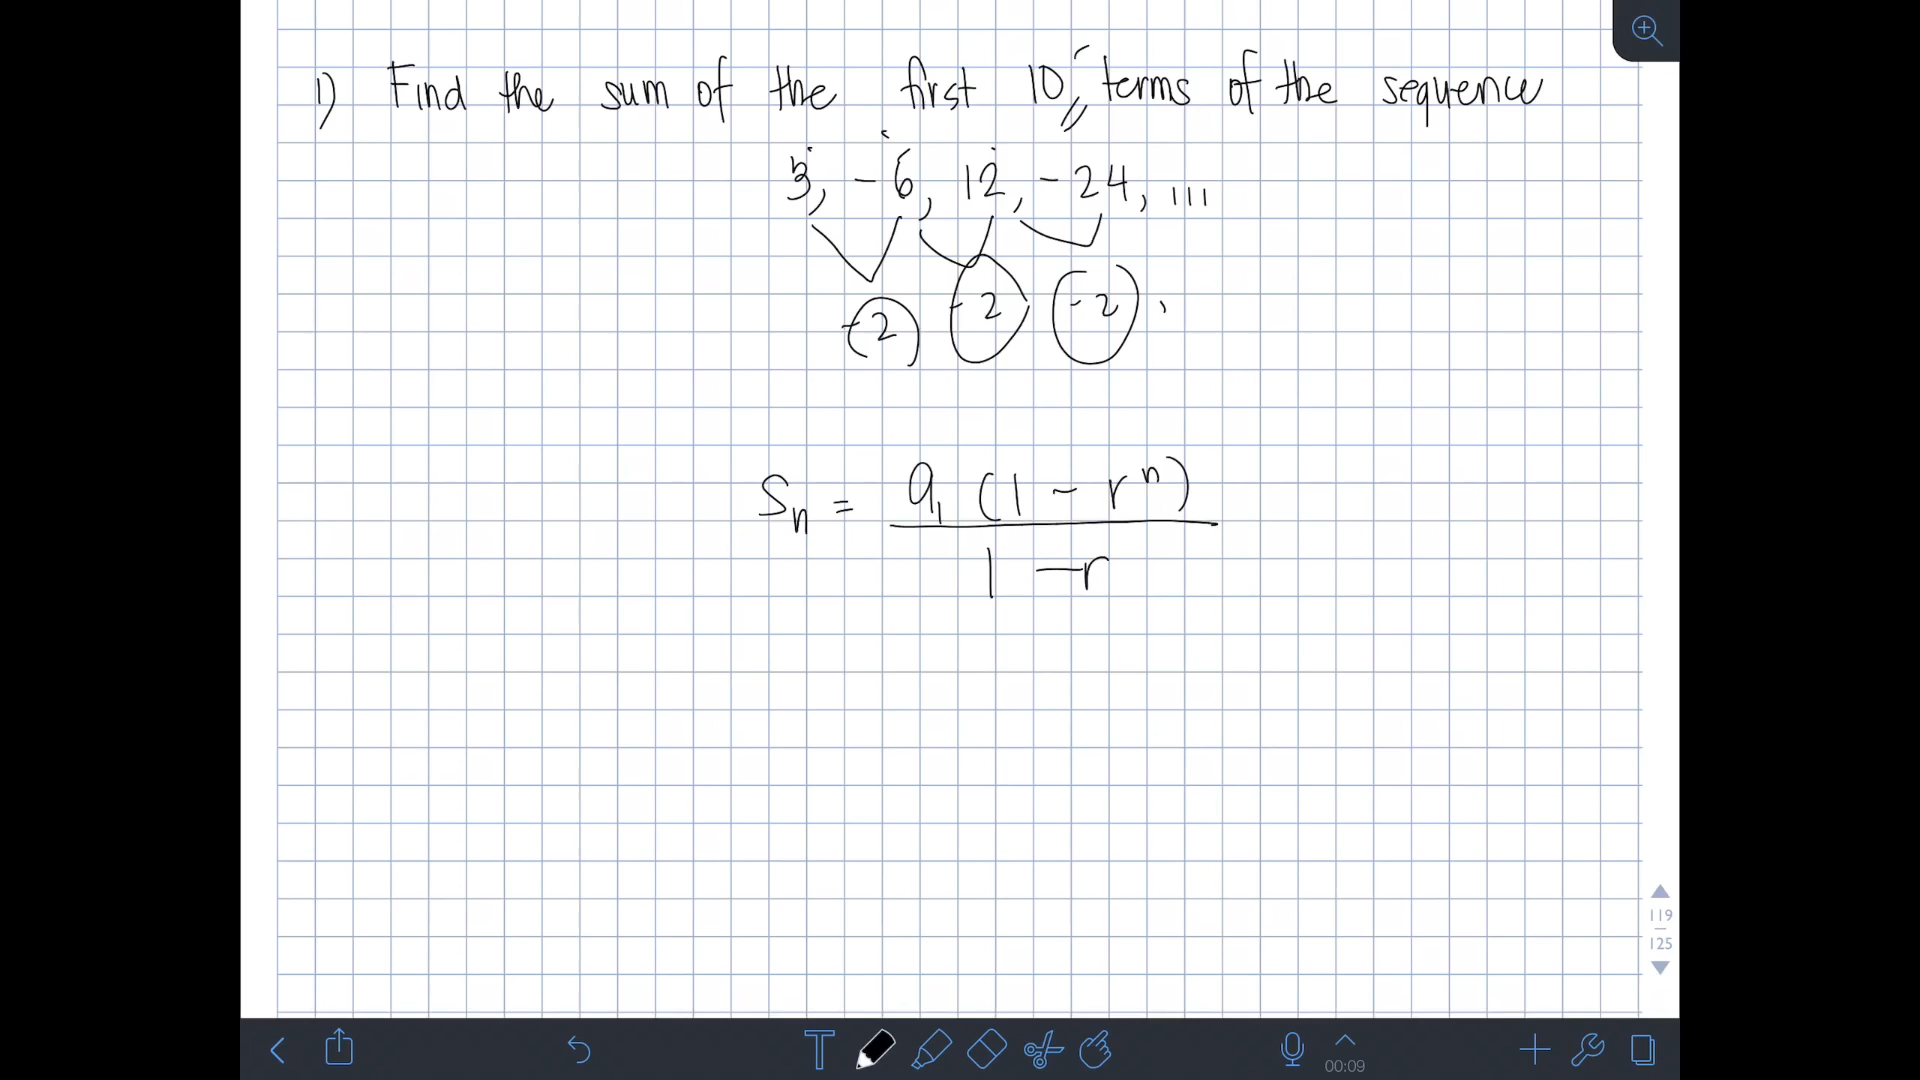 1) Find the sum of the first 10 terms of the sequence
3, -6, 12, -24, ...
-2 -2 -2
Sn = a1 (1 - r^n)
1 - r
119
125
T
00:09